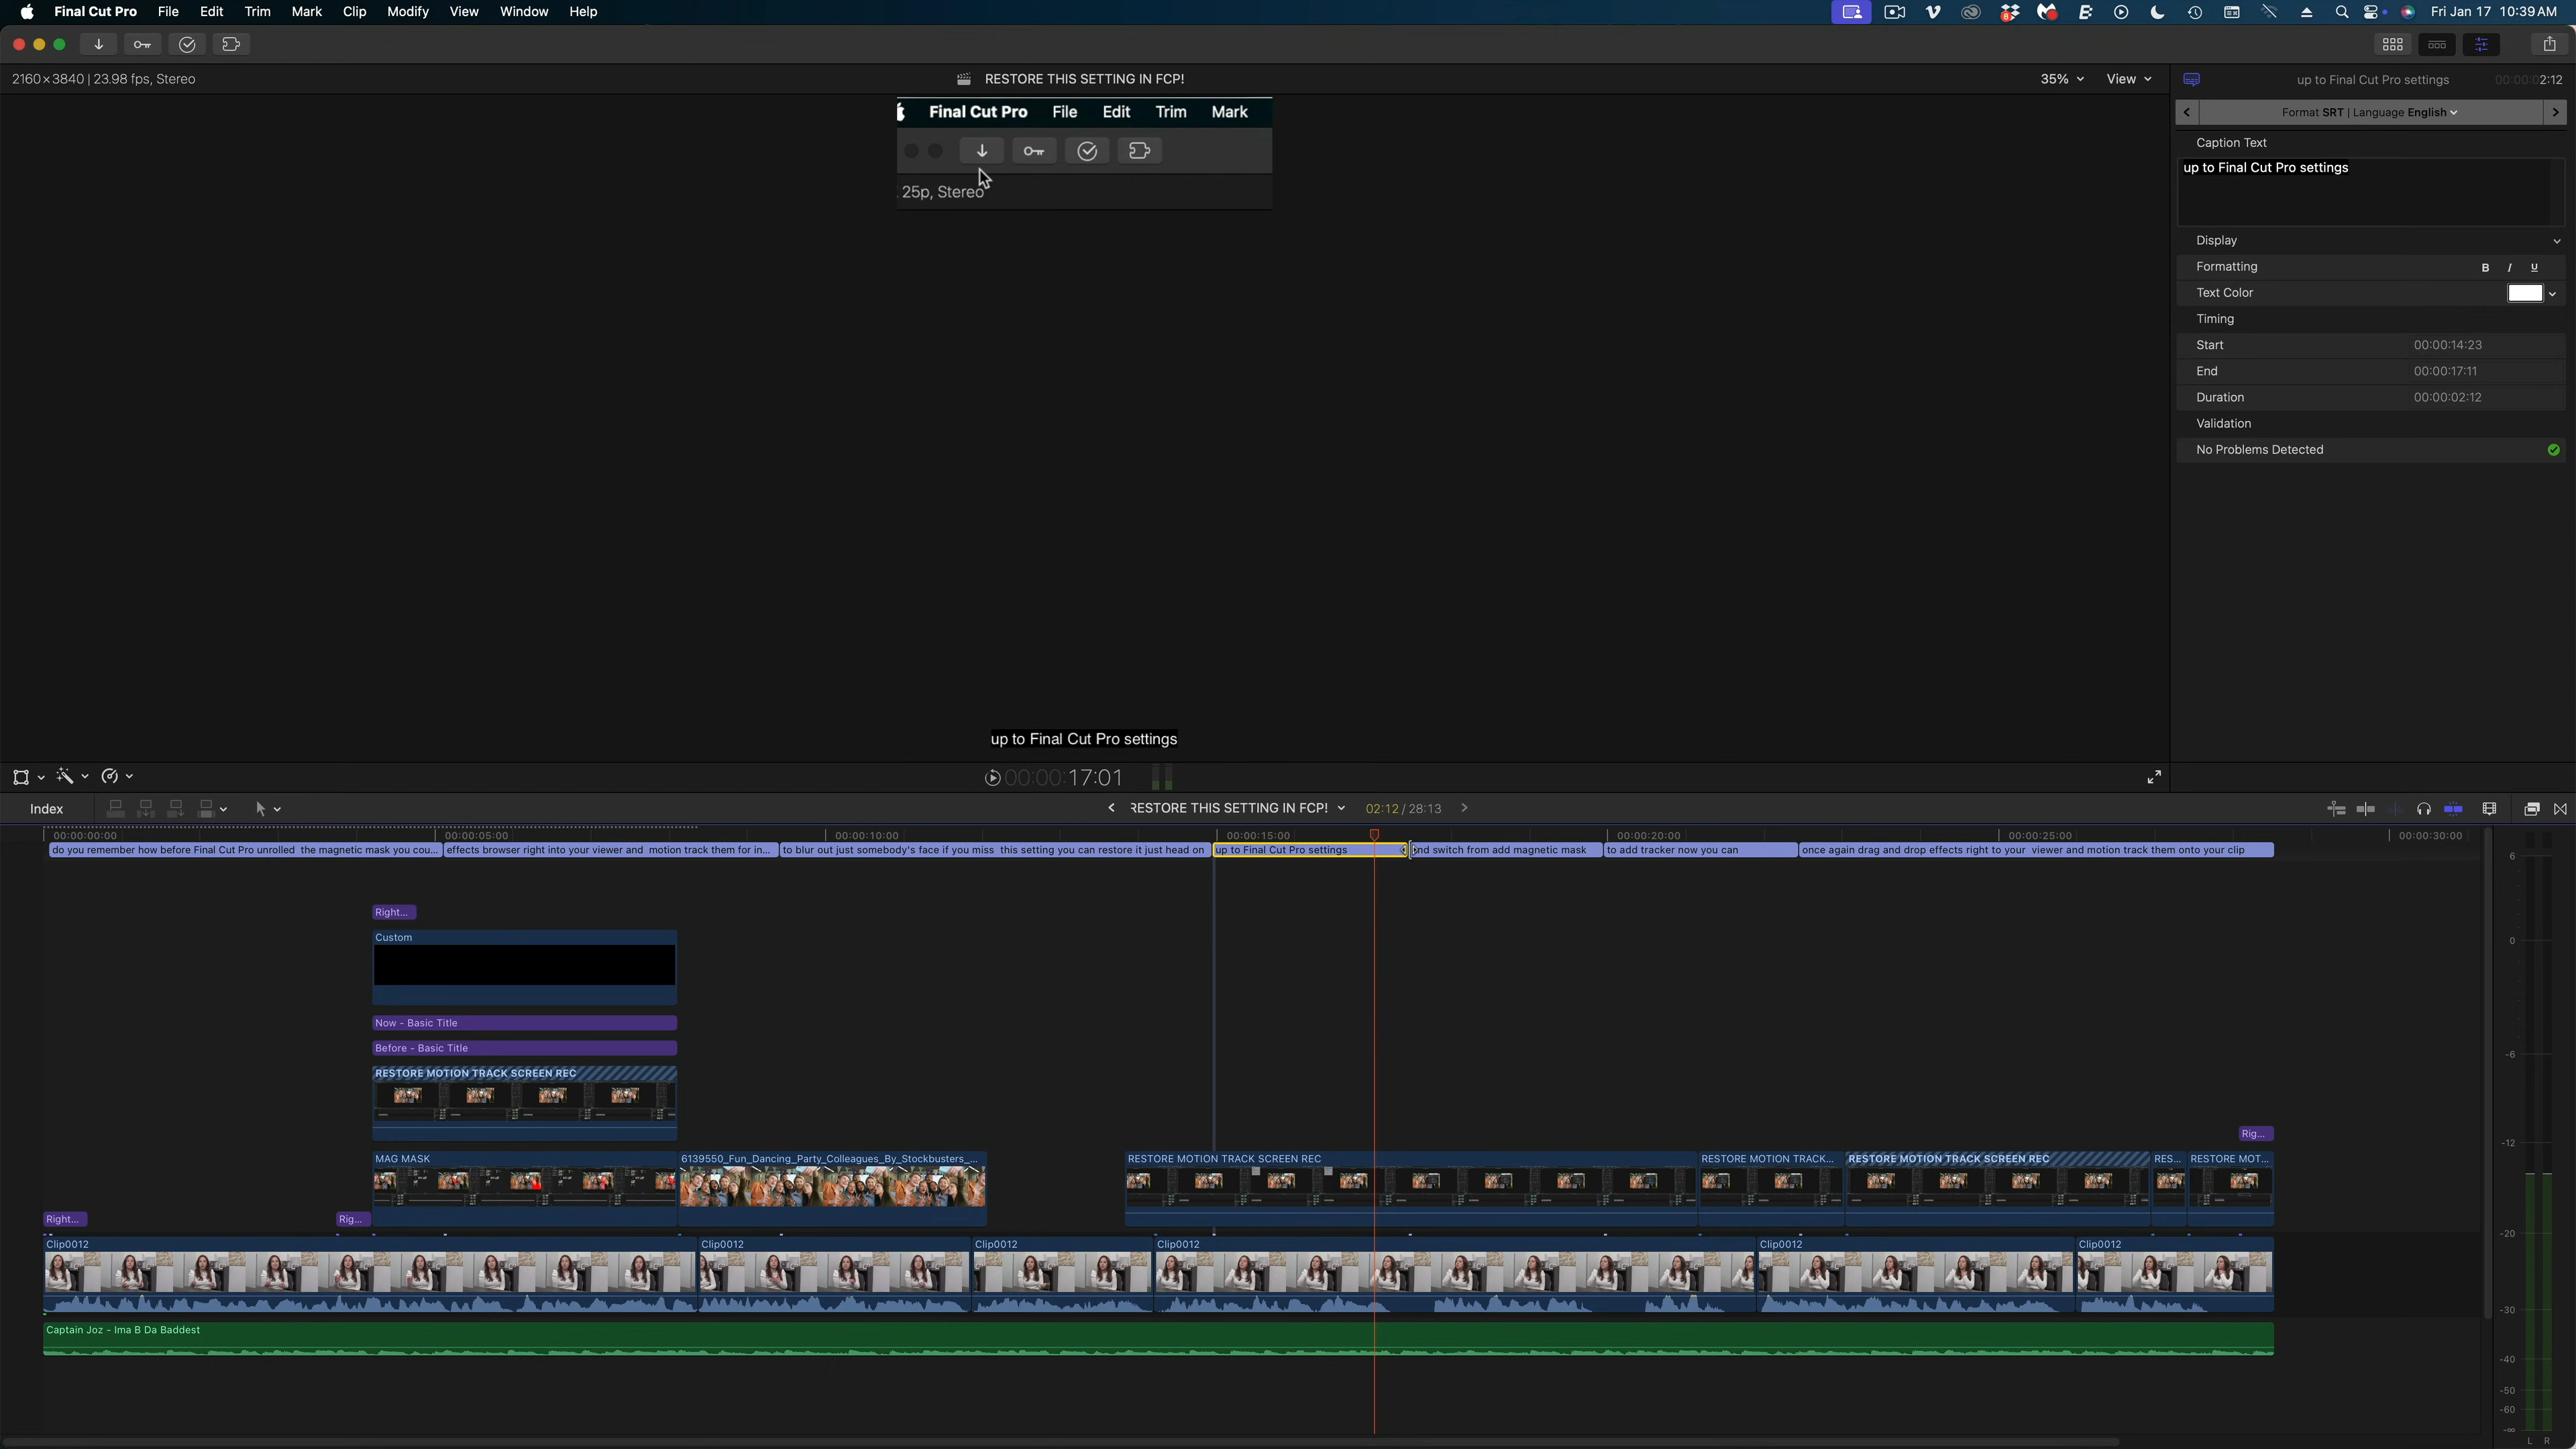 Final Cut Pro File Edit Trim Mark Clip Modify View Window Help Fri Jan 17 10:39 AM
2160 × 3840 | 23.98 fps, Stereo RESTORE THIS SETTING IN FCP! 35% View up to Final Cut Pro settings 00:00:02:12
Final Cut Pro File Edit Trim Mark
25p, Stereo
Format SRT | Language English
Caption Text
up to Final Cut Pro settings
Display
Formatting B I U
Text Color
Timing
Start 00:00:14:23
End 00:00:17:11
Duration 00:00:02:12
Validation
No Problems Detected
up to Final Cut Pro settings
00:00:00:17:01
Index RESTORE THIS SETTING IN FCP! 02:12 / 28:13
00:00:00:00 00:00:05:00 00:00:10:00 00:00:15:00 00:00:20:00 00:00:25:00 00:00:30:00
do you remember how before Final Cut Pro unrolled the magnetic mask you cou... effects browser right into your viewer and motion track them for in... to blur out just somebody's face if you miss this setting you can restore it just head on up to Final Cut Pro settings nd switch from add magnetic mask to add tracker now you can once again drag and drop effects right to your viewer and motion track them onto your clip
Right...
Custom
Now - Basic Title
Before - Basic Title
RESTORE MOTION TRACK SCREEN REC
Rig...
MAG MASK 6139550_Fun_Dancing_Party_Colleagues_By_Stockbusters_... RESTORE MOTION TRACK SCREEN REC RESTORE MOTION TRACK... RESTORE MOTION TRACK SCREEN REC RES... RESTORE MOT...
Right... Rig...
Clip0012 Clip0012 Clip0012 Clip0012 Clip0012 Clip0012
Captain Joz - Ima B Da Baddest
6
0
-6
-12
-20
-30
-40
-50
-60
-∞
L R